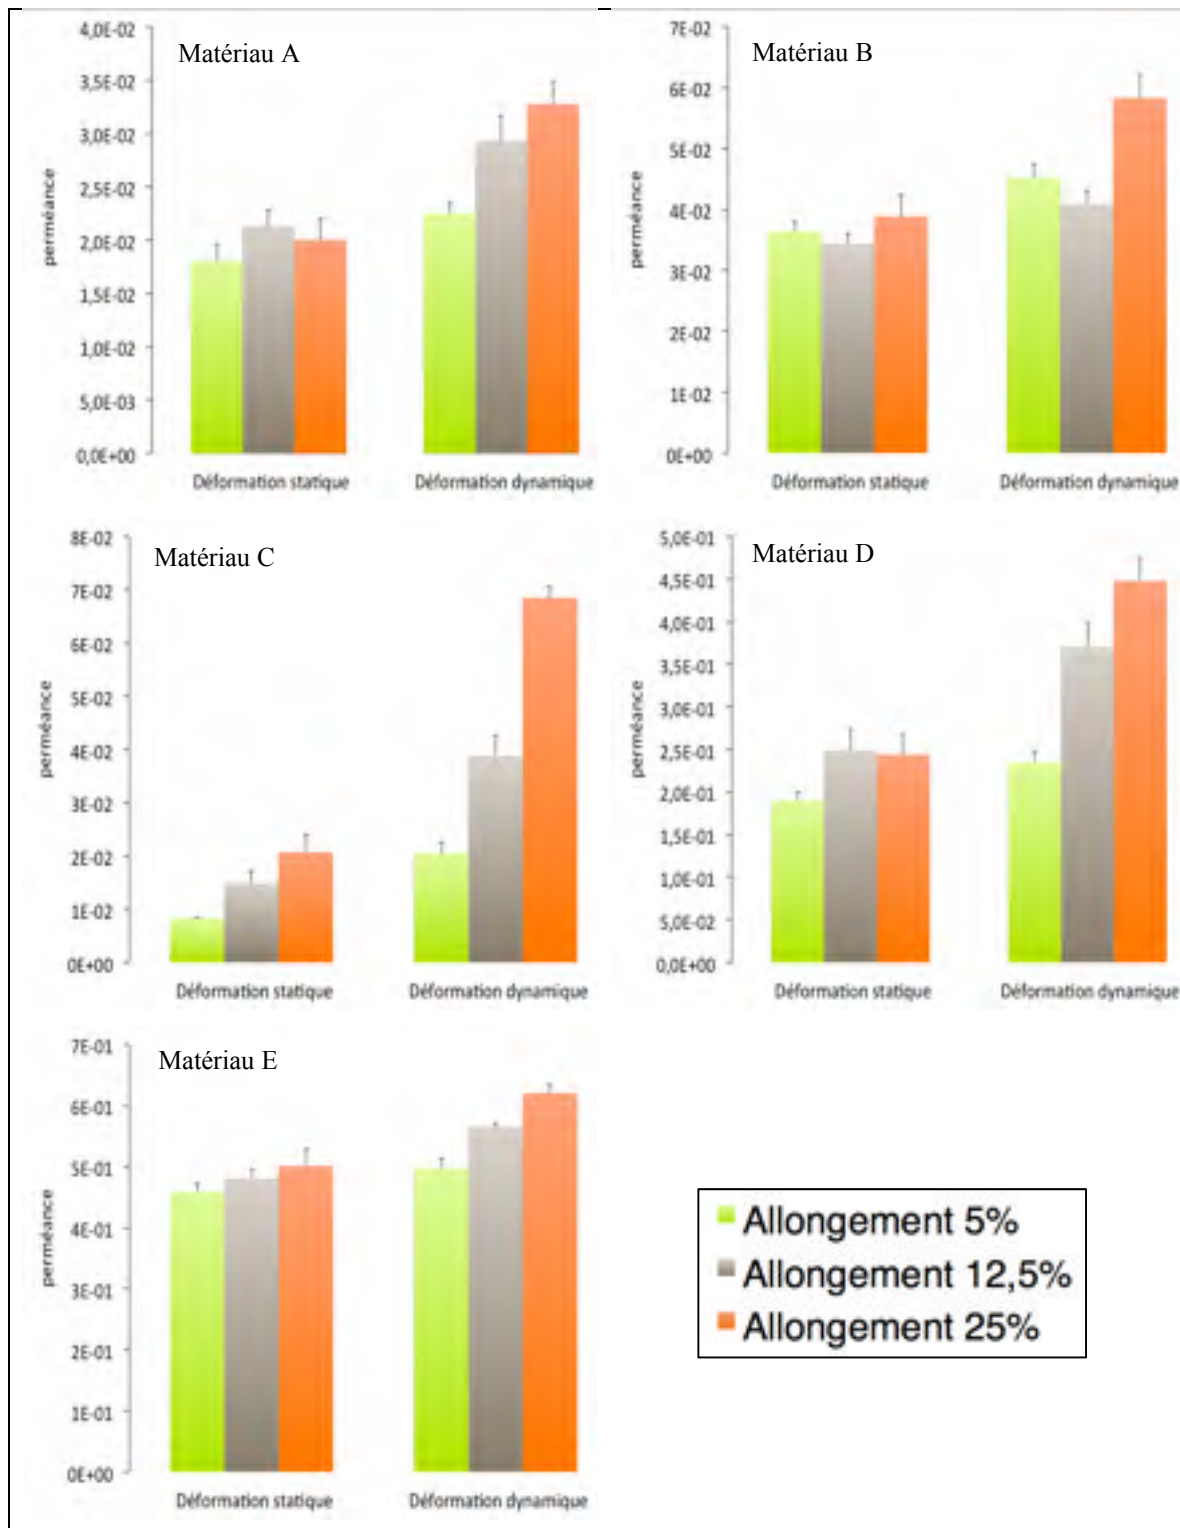 Matériau A
perméance
4,0E-02
3,5E-02
3,0E-02
2,5E-02
2,0E-02
1,5E-02
1,0E-02
5,0E-03
0,0E+00
Déformation statique
Déformation dynamique
Matériau B
perméance
7E-02
6E-02
5E-02
4E-02
3E-02
2E-02
1E-02
0E+00
Déformation statique
Déformation dynamique
Matériau C
perméance
8E-02
7E-02
6E-02
5E-02
4E-02
3E-02
2E-02
1E-02
0E+00
Déformation statique
Déformation dynamique
Matériau D
perméance
5,0E-01
4,5E-01
4,0E-01
3,5E-01
3,0E-01
2,5E-01
2,0E-01
1,5E-01
1,0E-01
5,0E-02
0,0E+00
Déformation statique
Déformation dynamique
Matériau E
perméance
7E-01
6E-01
5E-01
4E-01
3E-01
2E-01
1E-01
0E+00
Déformation statique
Déformation dynamique
Allongement 5%
Allongement 12,5%
Allongement 25%